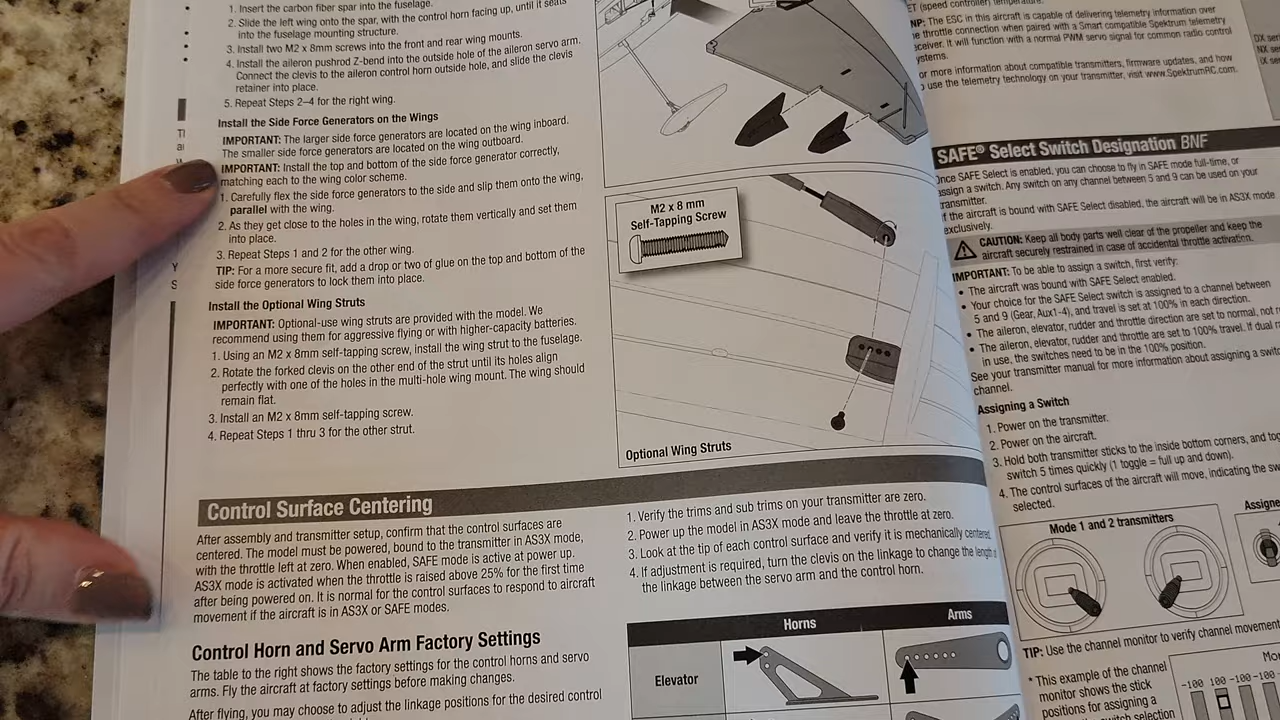 1. Insert the carbon fiber spar into the fuselage.
2. Slide the left wing onto the spar, with the control horn facing up, until it seats
into the fuselage mounting structure.
3. Install two M2 x 8mm screws into the front and rear wing mounts.
4. Install the aileron pushrod Z-bend into the outside hole of the aileron servo arm.
Connect the clevis to the aileron control horn outside hole, and slide the clevis
retainer into place.
5. Repeat Steps 2–4 for the right wing.
Install the Side Force Generators on the Wings
IMPORTANT: The larger side force generators are located on the wing inboard.
The smaller side force generators are located on the wing outboard.
IMPORTANT: Install the top and bottom of the side force generator correctly,
matching each to the wing color scheme.
1. Carefully flex the side force generators to the side and slip them onto the wing,
parallel with the wing.
2. As they get close to the holes in the wing, rotate them vertically and set them
into place.
3. Repeat Steps 1 and 2 for the other wing.
TIP: For a more secure fit, add a drop or two of glue on the top and bottom of the
side force generators to lock them into place.
Install the Optional Wing Struts
IMPORTANT: Optional-use wing struts are provided with the model. We
recommend using them for aggressive flying or with higher-capacity batteries.
1. Using an M2 x 8mm self-tapping screw, install the wing strut to the fuselage.
2. Rotate the forked clevis on the other end of the strut until its holes align
perfectly with one of the holes in the multi-hole wing mount. The wing should
remain flat.
3. Install an M2 x 8mm self-tapping screw.
4. Repeat Steps 1 thru 3 for the other strut.
M2 x 8 mm
Self-Tapping Screw
Optional Wing Struts
Control Surface Centering
After assembly and transmitter setup, confirm that the control surfaces are
centered. The model must be powered, bound to the transmitter in AS3X mode,
with the throttle set at zero. When enabled, SAFE mode is active at power up.
AS3X mode is activated when the throttle is raised above 25% for the first time
after being powered on. It is normal for the control surfaces to respond to aircraft
movement if the aircraft is in AS3X or SAFE modes.
1. Verify the trims and sub trims on your transmitter are zero.
2. Power up the model in AS3X mode and leave the throttle at zero.
3. Look at the tip of each control surface and verify it is mechanically centered.
4. If adjustment is required, turn the clevis on the linkage to change the length
the linkage between the servo arm and the control horn.
Control Horn and Servo Arm Factory Settings
The table to the right shows the factory settings for the control horns and servo
arms. Fly the aircraft at factory settings before making changes.
After flying, you may choose to adjust the linkage positions for the desired control
Horns
Arms
Elevator
(speed controller) temperature.
The ESC in this aircraft is capable of delivering telemetry information over
throttle connection when paired with a Smart compatible Spektrum telemetry
receiver. It will function with a normal PWM servo signal for common radio control
systems.
or more information about compatible transmitters, firmware updates, and how
use the telemetry technology on your transmitter, visit www.SpektrumRC.com.
SAFE® Select Switch Designation BNF
Once SAFE Select is enabled, you can choose to fly in SAFE mode full-time, or
assign a switch. Any switch on any channel between 5 and 9 can be used on your
transmitter.
If the aircraft is bound with SAFE Select disabled, the aircraft will be in AS3X mode
exclusively.
CAUTION: Keep all body parts well clear of the propeller and keep the
aircraft securely restrained in case of accidental throttle activation.
IMPORTANT: To be able to assign a switch, first verify:
• The aircraft was bound with SAFE Select enabled.
• Your choice for the SAFE Select switch is assigned to a channel between
5 and 9 (Gear, Aux1-4), and travel is set at 100% in each direction.
• The aileron, elevator, rudder and throttle direction are set to normal, not
• The aileron, elevator, rudder and throttle are set to 100% travel. If dual
in use, the switches need to be in the 100% position.
See your transmitter manual for more information about assigning a
channel.
Assigning a Switch
1. Power on the transmitter.
2. Power on the aircraft.
3. Hold both transmitter sticks to the inside bottom corners, and
switch 5 times quickly (1 toggle = full up and down).
4. The control surfaces of the aircraft will move, indicating the
selected.
Mode 1 and 2 transmitters
TIP: Use the channel monitor to verify channel movement
* This example of the channel
monitor shows the stick
positions for assigning a
switch selection
-100 100 -100 -100